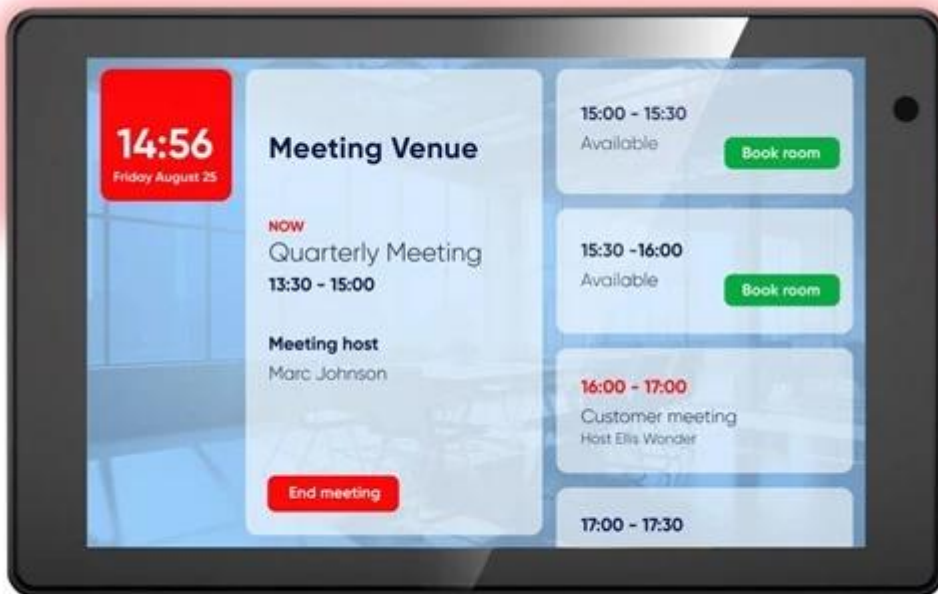 14:56
Friday August 25
Meeting Venue
NOW
Quarterly Meeting
13:30 - 15:00
Meeting host
Marc Johnson
End meeting
15:00 - 15:30
Available
Book room
15:30 -16:00
Available
Book room
16:00 - 17:00
Customer meeting
Host Ellis Wonder
17:00 - 17:30